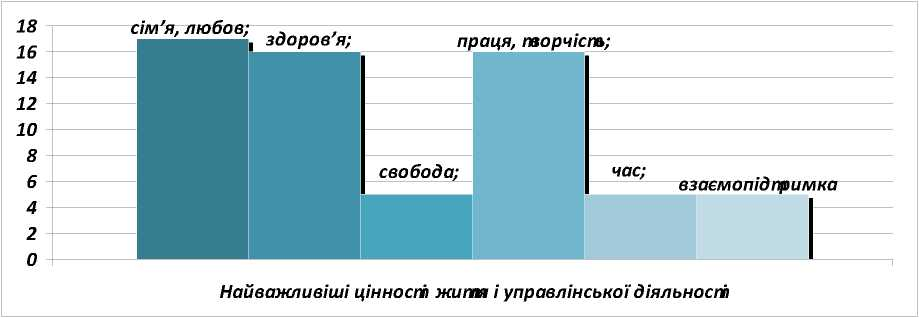 18
16
14
12
10
8
6
4
2
0
сім'я, любов;
здоров'я;
свобода;
праця, творчість;
час;
взаємопідтримка
Найважливіші цінності життя і управлінської діяльності